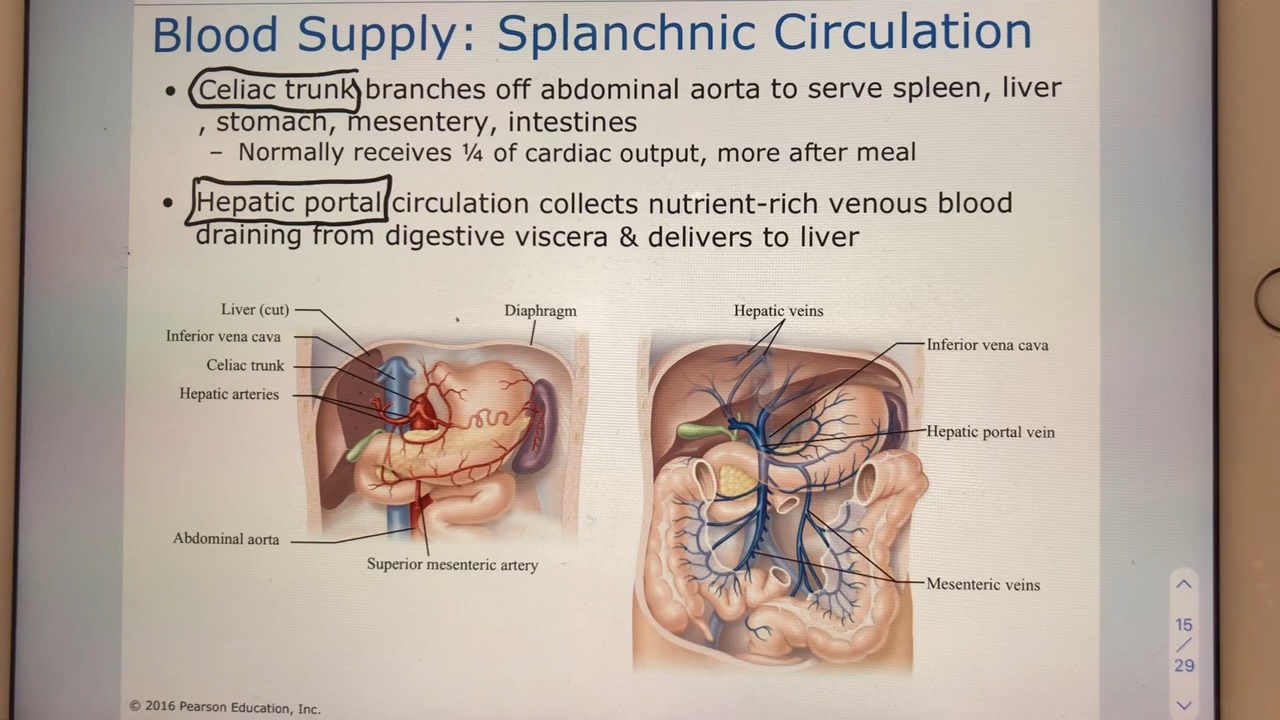 Blood Supply: Splanchnic Circulation
• Celiac trunk branches off abdominal aorta to serve spleen, liver
, stomach, mesentery, intestines
– Normally receives ¼ of cardiac output, more after meal
• Hepatic portal circulation collects nutrient-rich venous blood
draining from digestive viscera & delivers to liver
Liver (cut)
Inferior vena cava
Celiac trunk
Hepatic arteries
Diaphragm
Abdominal aorta
Superior mesenteric artery
Hepatic veins
Inferior vena cava
Hepatic portal vein
Mesenteric veins
15
/
29
© 2016 Pearson Education, Inc.